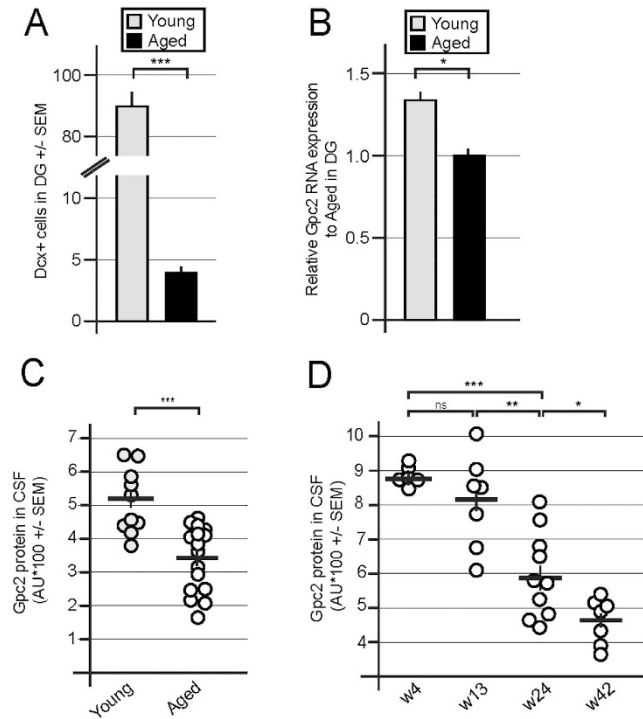 A
Young
Aged
***
Dcx+ cells in DG +/- SEM
100
80
10
5
0
B
Young
Aged
*
Relative Gpc2 RNA expression
to Aged in DG
1.5
1.0
0.5
0
C
***
Gpc2 protein in CSF
(AU*100 +/- SEM)
7
6
5
4
3
2
1
Young
Aged
D
***
ns
**
*
Gpc2 protein in CSF
(AU*100 +/- SEM)
10
9
8
7
6
5
4
w4
w13
w24
w42